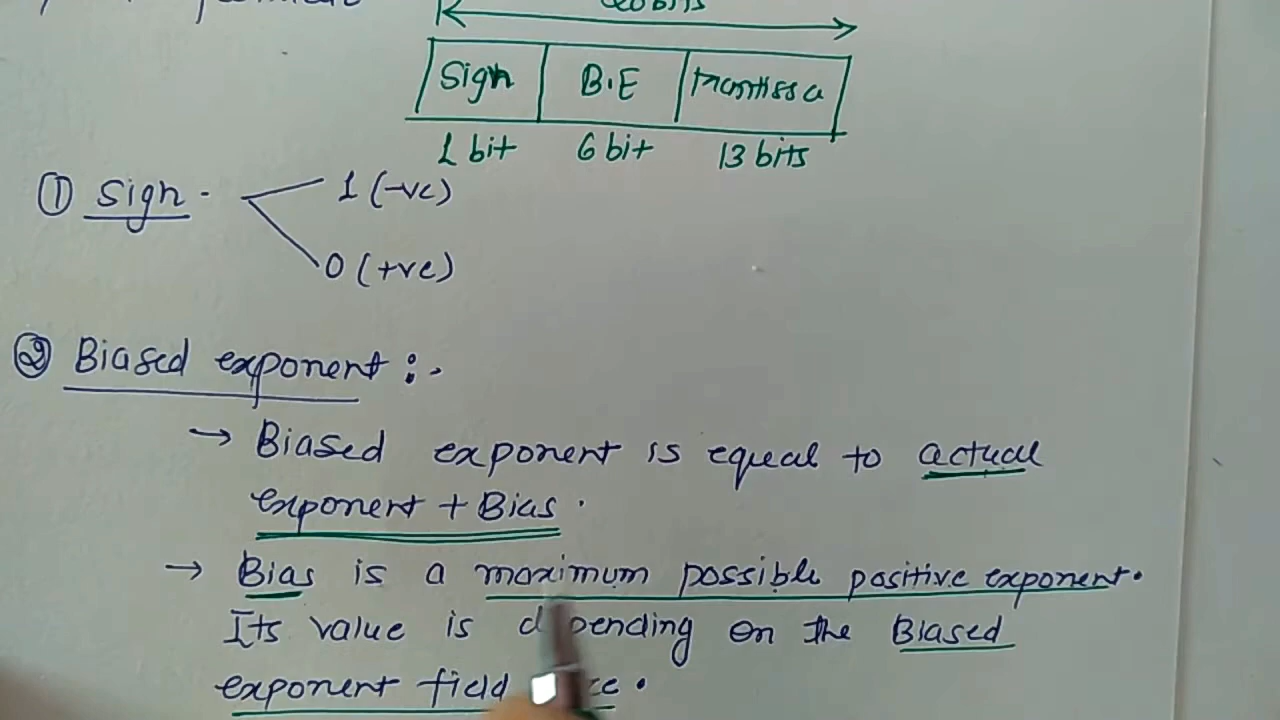 20 bits
Sign B.E Mantissa
1 bit 6 bit 13 bits
① Sign - 1 (-ve)
0 (+ve)
② Biased exponent :-
→ Biased exponent is equal to actual
exponent + Bias.
→ Bias is a maximum possible positive exponent.
Its value is depending on the Biased
exponent field